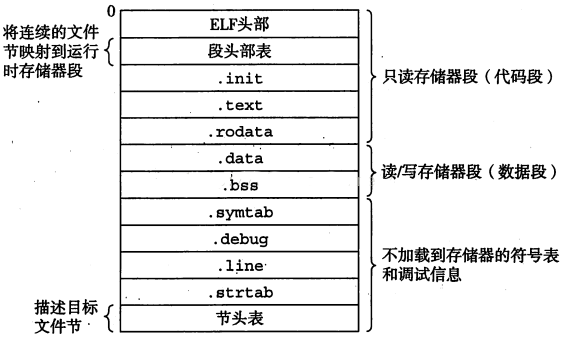 0
将连续的文件
节映射到运行
时存储器段
ELF头部
段头部表
.init
.text
.rodata
只读存储器段（代码段）
.data
.bss
读/写存储器段（数据段）
.symtab
.debug
.line
.strtab
不加载到存储器的符号表
和调试信息
描述目标
文件节
节头表